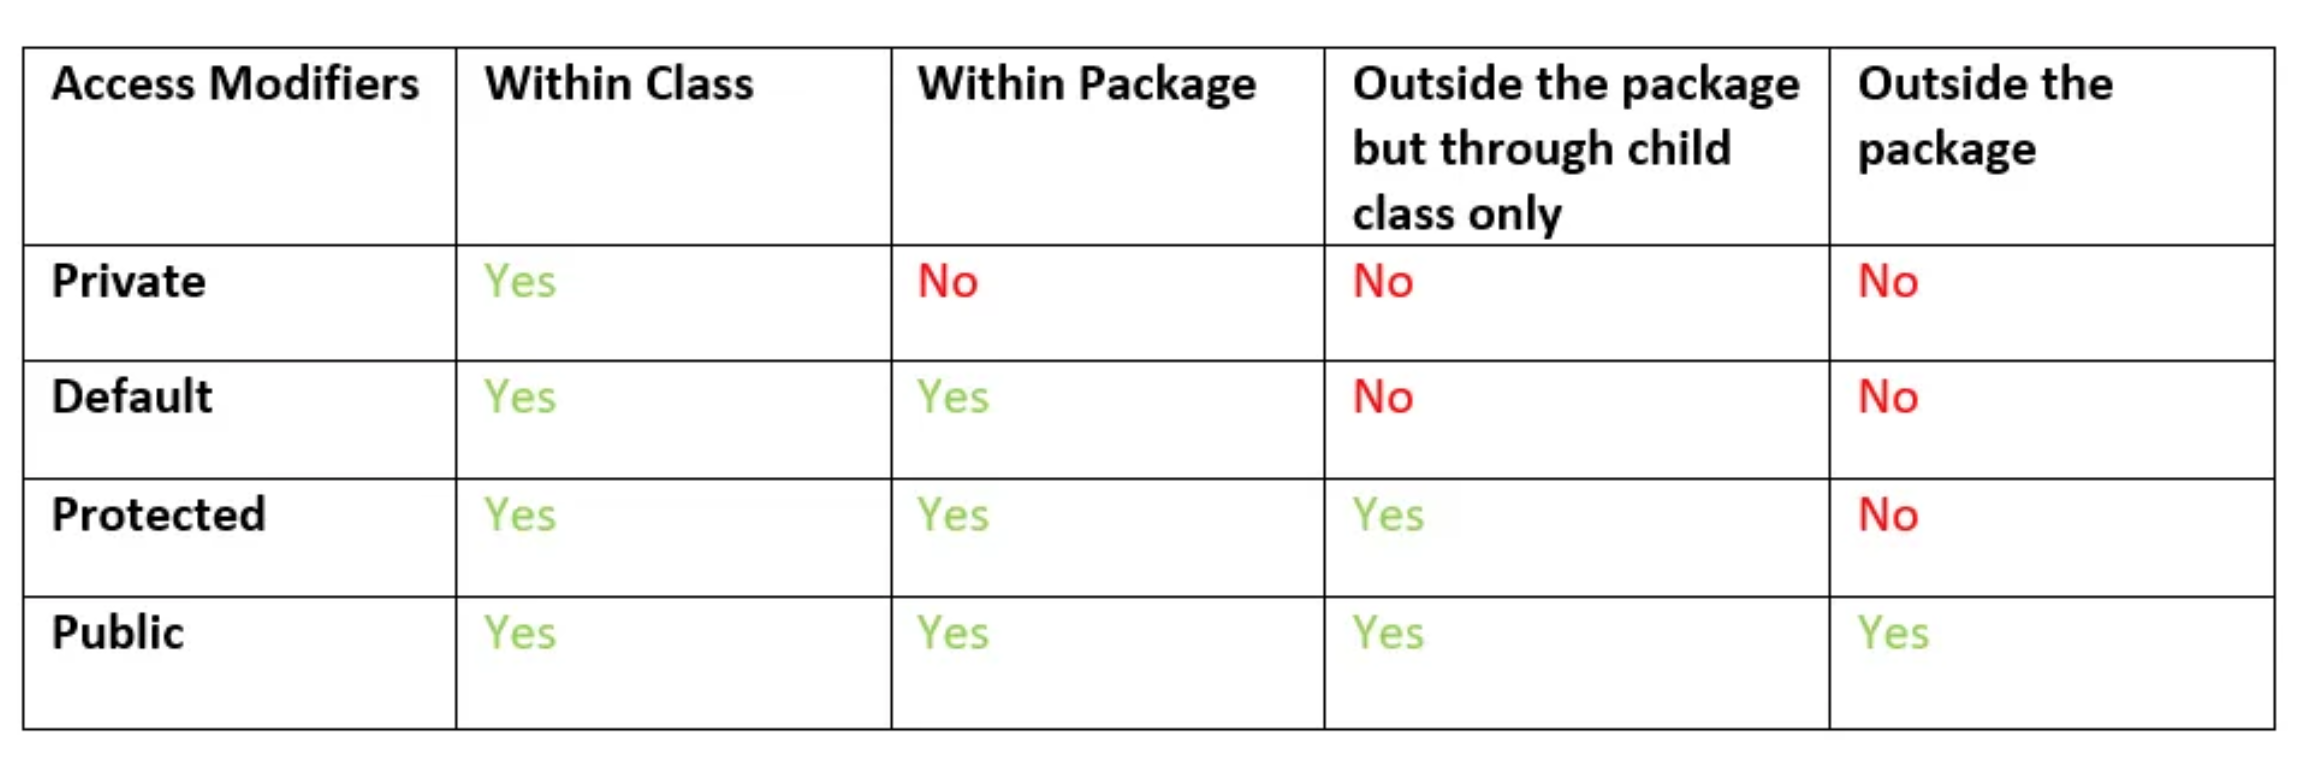 Access Modifiers Within Class Within Package Outside the package but through child class only Outside the package
Private Yes No No No
Default Yes Yes No No
Protected Yes Yes Yes No
Public Yes Yes Yes Yes